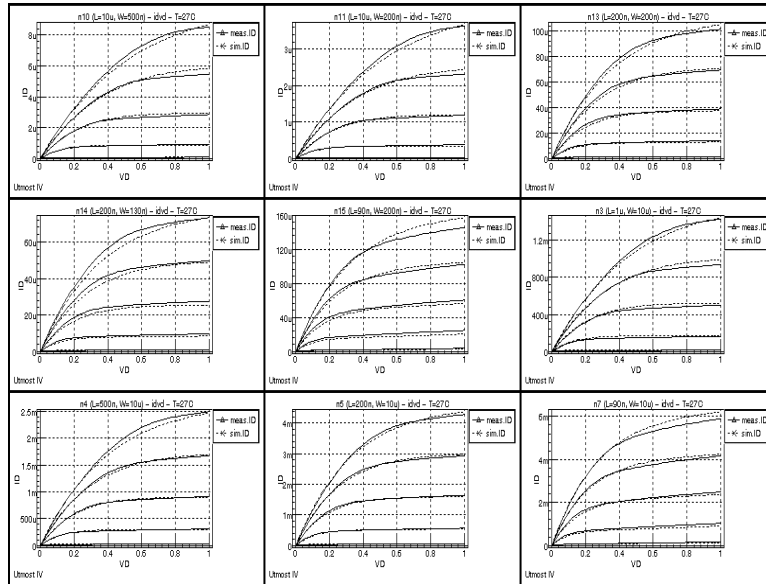 n10 (L=10u, W=500n) – idvd – T=27C
8u
6u
4u
2u
0
ID
0 0.2 0.4 0.6 0.8 1
VD
meas.ID
sim.ID
Utmost IV
n11 (L=10u, W=200n) – idvd – T=27C
3u
2u
1u
0
ID
0 0.2 0.4 0.6 0.8 1
VD
meas.ID
sim.ID
Utmost IV
n13 (L=200n, W=200n) – idvd – T=27C
100u
80u
60u
40u
20u
0
ID
0 0.2 0.4 0.6 0.8 1
VD
meas.ID
sim.ID
Utmost IV
n14 (L=200n, W=130n) – idvd – T=27C
60u
40u
20u
0
ID
0 0.2 0.4 0.6 0.8 1
VD
meas.ID
sim.ID
Utmost IV
n15 (L=90n, W=200n) – idvd – T=27C
160u
120u
80u
40u
0
ID
0 0.2 0.4 0.6 0.8 1
VD
meas.ID
sim.ID
Utmost IV
n3 (L=1u, W=10u) – idvd – T=27C
1.2m
800u
400u
0
ID
0 0.2 0.4 0.6 0.8 1
VD
meas.ID
sim.ID
Utmost IV
n4 (L=500n, W=10u) – idvd – T=27C
2.5m
2m
1.5m
1m
500u
0
ID
0 0.2 0.4 0.6 0.8 1
VD
meas.ID
sim.ID
Utmost IV
n5 (L=200n, W=10u) – idvd – T=27C
4m
3m
2m
1m
0
ID
0 0.2 0.4 0.6 0.8 1
VD
meas.ID
sim.ID
Utmost IV
n7 (L=90n, W=10u) – idvd – T=27C
6m
4m
2m
0
ID
0 0.2 0.4 0.6 0.8 1
VD
meas.ID
sim.ID
Utmost IV